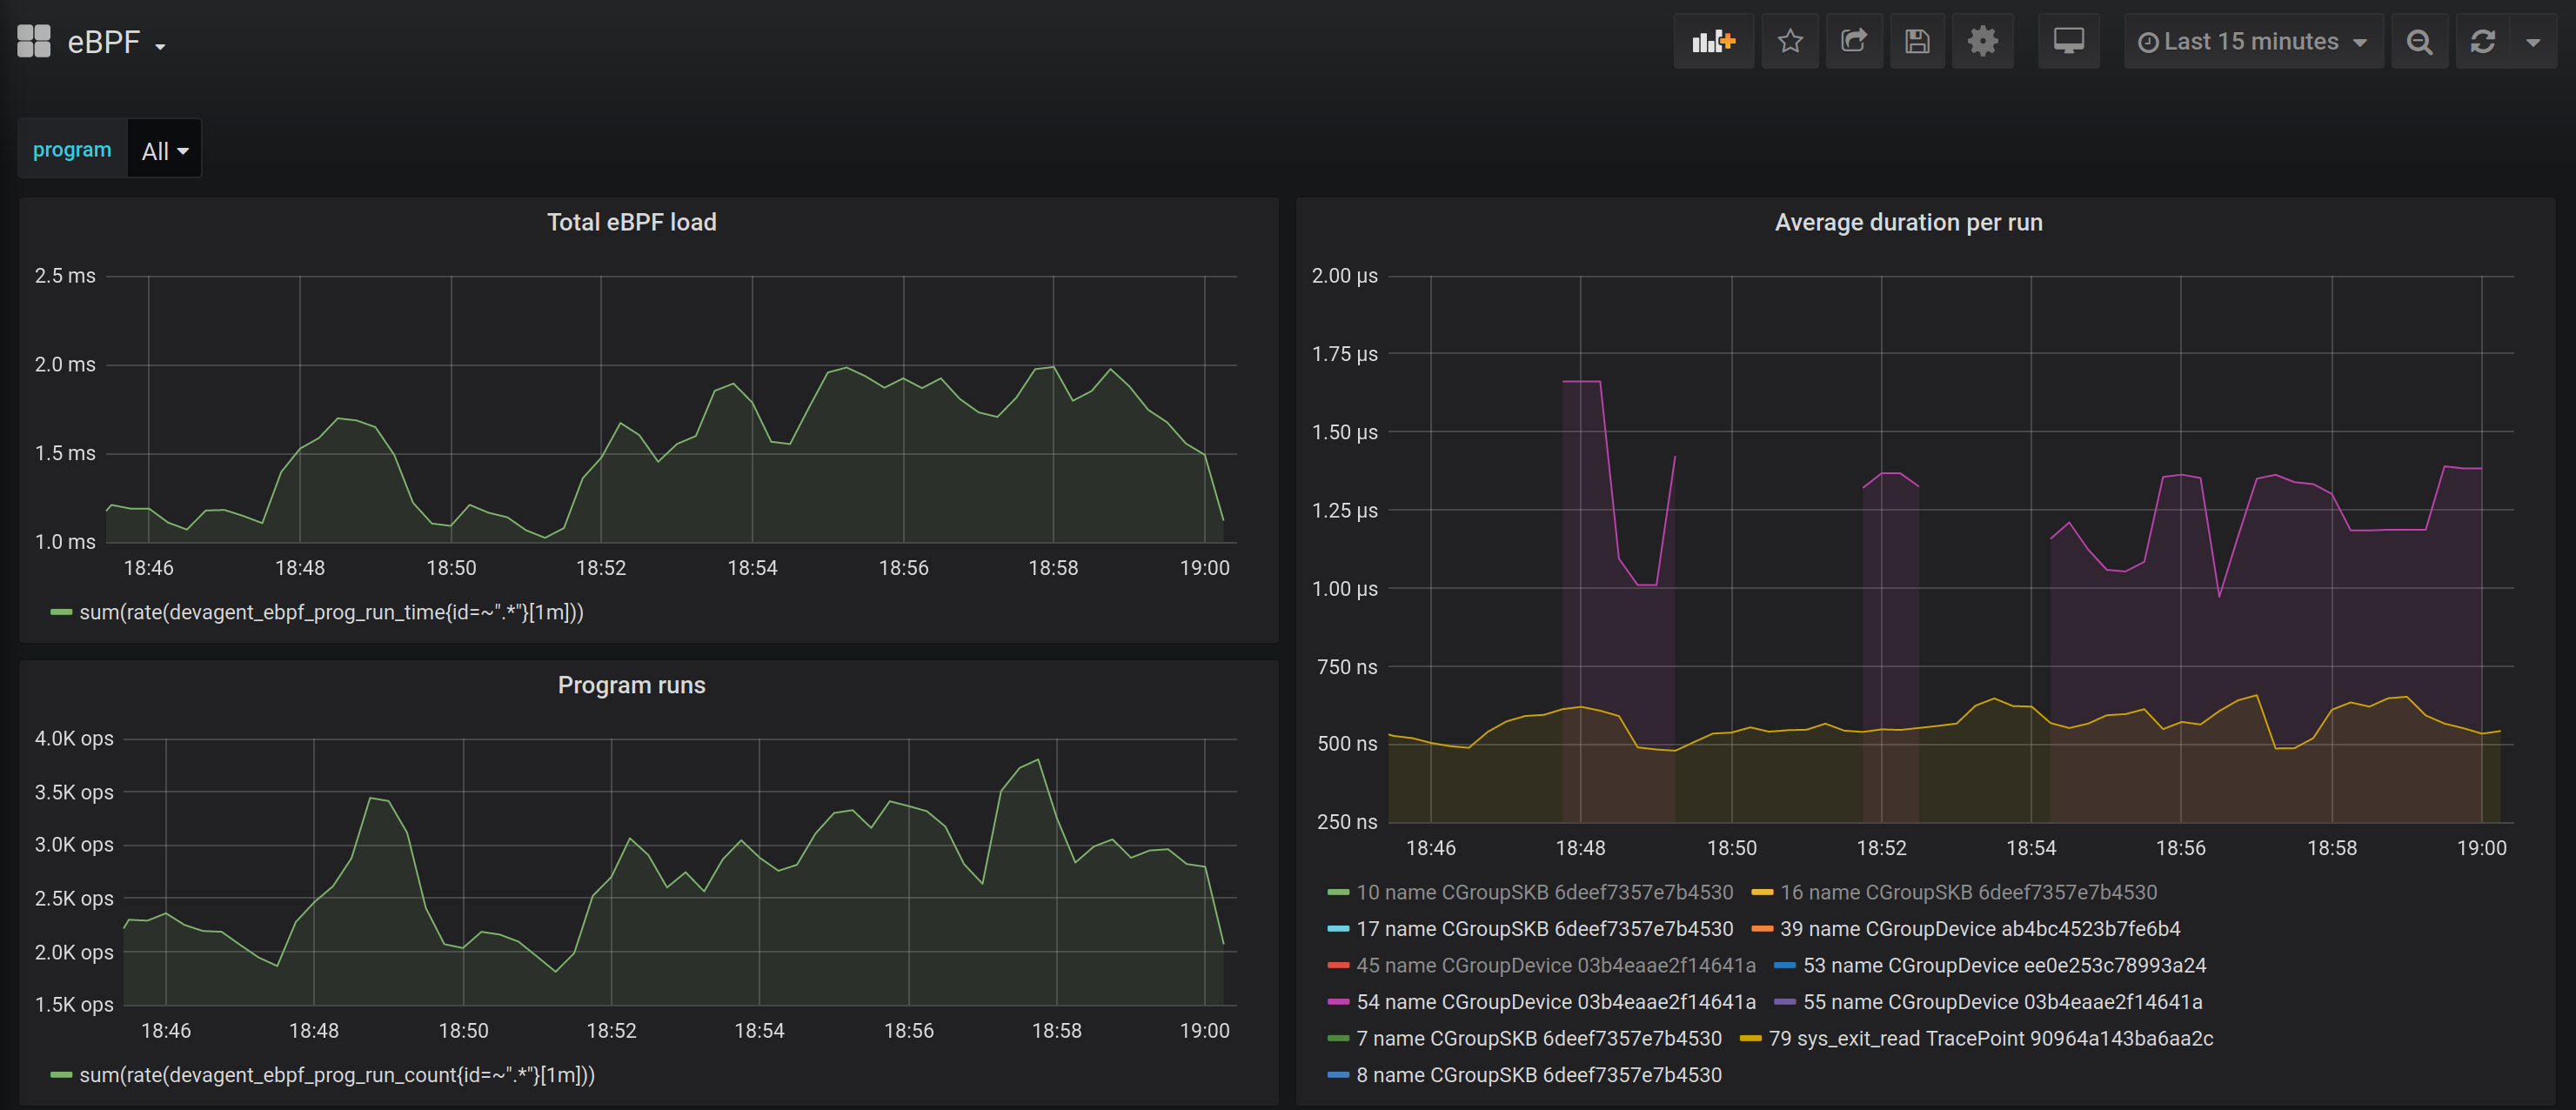 eBPF
Last 15 minutes
program All
Total eBPF load
2.5 ms
2.0 ms
1.5 ms
1.0 ms
18:46 18:48 18:50 18:52 18:54 18:56 18:58 19:00
sum(rate(devagent_ebpf_prog_run_time{id=~".*"}[1m]))
Program runs
4.0K ops
3.5K ops
3.0K ops
2.5K ops
2.0K ops
1.5K ops
18:46 18:48 18:50 18:52 18:54 18:56 18:58 19:00
sum(rate(devagent_ebpf_prog_run_count{id=~".*"}[1m]))
Average duration per run
2.00 µs
1.75 µs
1.50 µs
1.25 µs
1.00 µs
750 ns
500 ns
250 ns
18:46 18:48 18:50 18:52 18:54 18:56 18:58 19:00
10 name CGroupSKB 6deef7357e7b4530 16 name CGroupSKB 6deef7357e7b4530
17 name CGroupSKB 6deef7357e7b4530 39 name CGroupDevice ab4bc4523b7fe6b4
45 name CGroupDevice 03b4eaae2f14641a 53 name CGroupDevice ee0e253c78993a24
54 name CGroupDevice 03b4eaae2f14641a 55 name CGroupDevice 03b4eaae2f14641a
7 name CGroupSKB 6deef7357e7b4530 79 sys_exit_read TracePoint 90964a143ba6aa2c
8 name CGroupSKB 6deef7357e7b4530